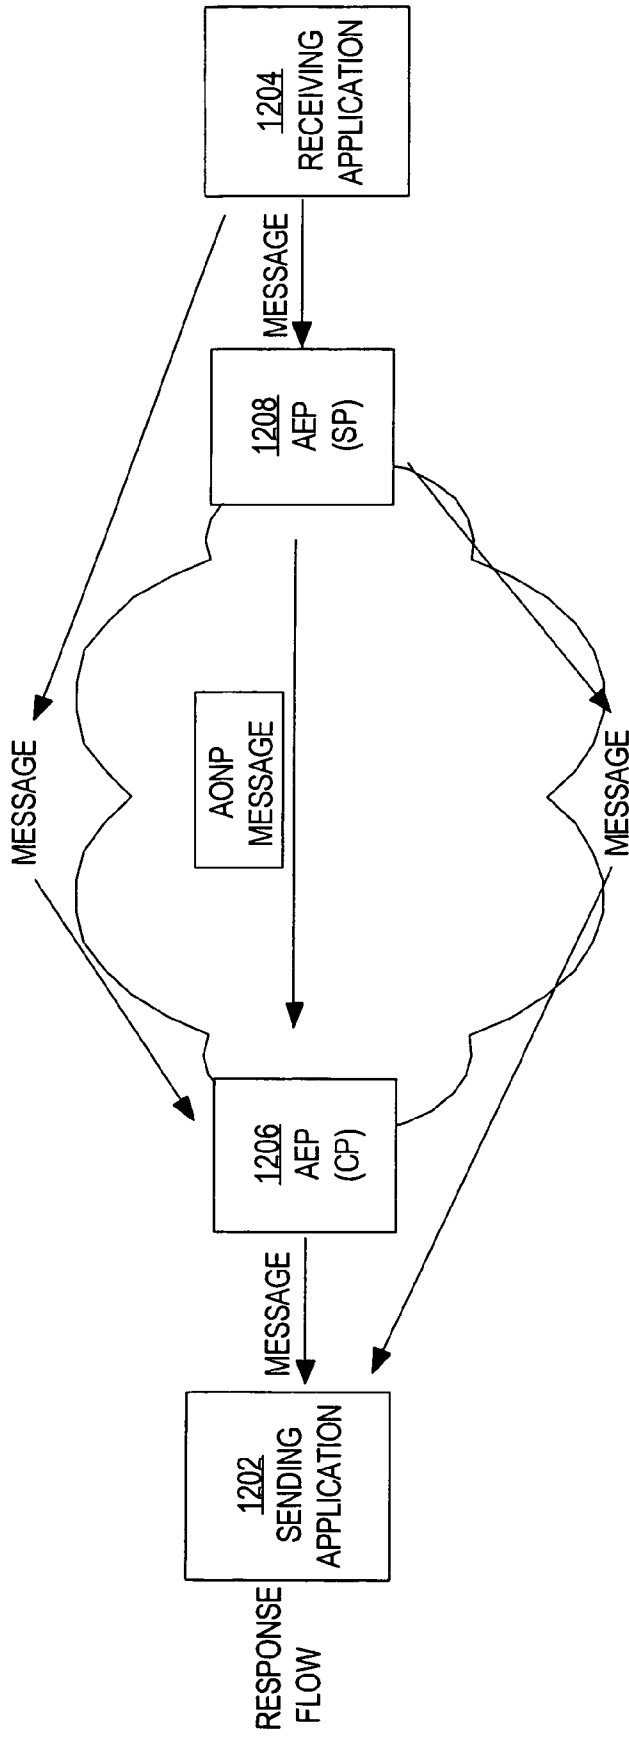 MESSAGE
RESPONSE
FLOW
1202
SENDING
APPLICATION
MESSAGE
1206
AEP
(CP)
AONP
MESSAGE
1208
AEP
(SP)
MESSAGE
1204
RECEIVING
APPLICATION
MESSAGE